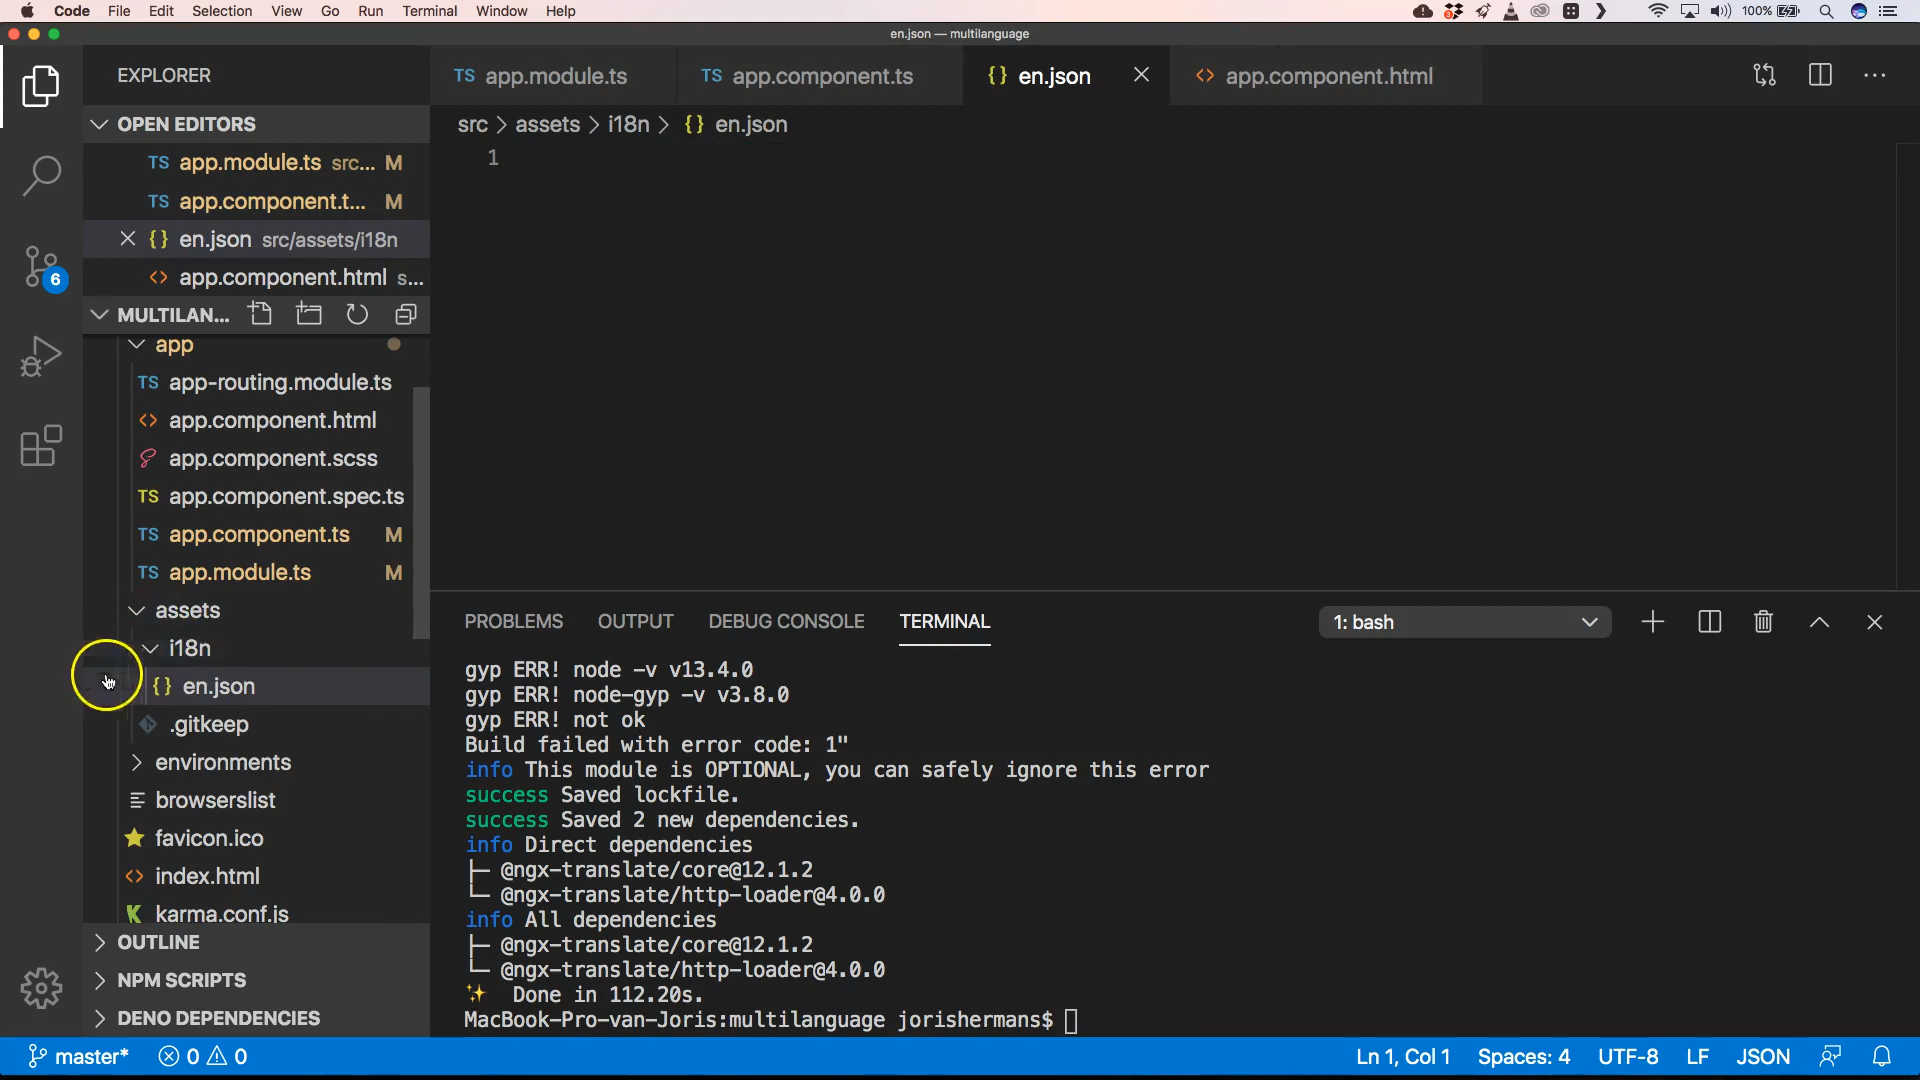 Code File Edit Selection View Go Run Terminal Window Help
3 100%
en.json — multilanguage
EXPLORER
OPEN EDITORS
TS app.module.ts src... M
TS app.component.t... M
{} en.json src/assets/i18n
<> app.component.html s...
6
MULTILAN...
app
TS app-routing.module.ts
<> app.component.html
app.component.scss
TS app.component.spec.ts
TS app.component.ts M
TS app.module.ts M
assets
i18n
{} en.json
.gitkeep
environments
browserslist
favicon.ico
<> index.html
karma.conf.js
OUTLINE
NPM SCRIPTS
DENO DEPENDENCIES
TS app.module.ts TS app.component.ts {} en.json <> app.component.html
src > assets > i18n > {} en.json
1
PROBLEMS OUTPUT DEBUG CONSOLE TERMINAL 1: bash
gyp ERR! node -v v13.4.0
gyp ERR! node-gyp -v v3.8.0
gyp ERR! not ok
Build failed with error code: 1"
info This module is OPTIONAL, you can safely ignore this error
success Saved lockfile.
success Saved 2 new dependencies.
info Direct dependencies
├─ @ngx-translate/core@12.1.2
└─ @ngx-translate/http-loader@4.0.0
info All dependencies
├─ @ngx-translate/core@12.1.2
└─ @ngx-translate/http-loader@4.0.0
✨ Done in 112.20s.
MacBook-Pro-van-Joris:multilanguage jorishermans$
master* 0 0 Ln 1, Col 1 Spaces: 4 UTF-8 LF JSON